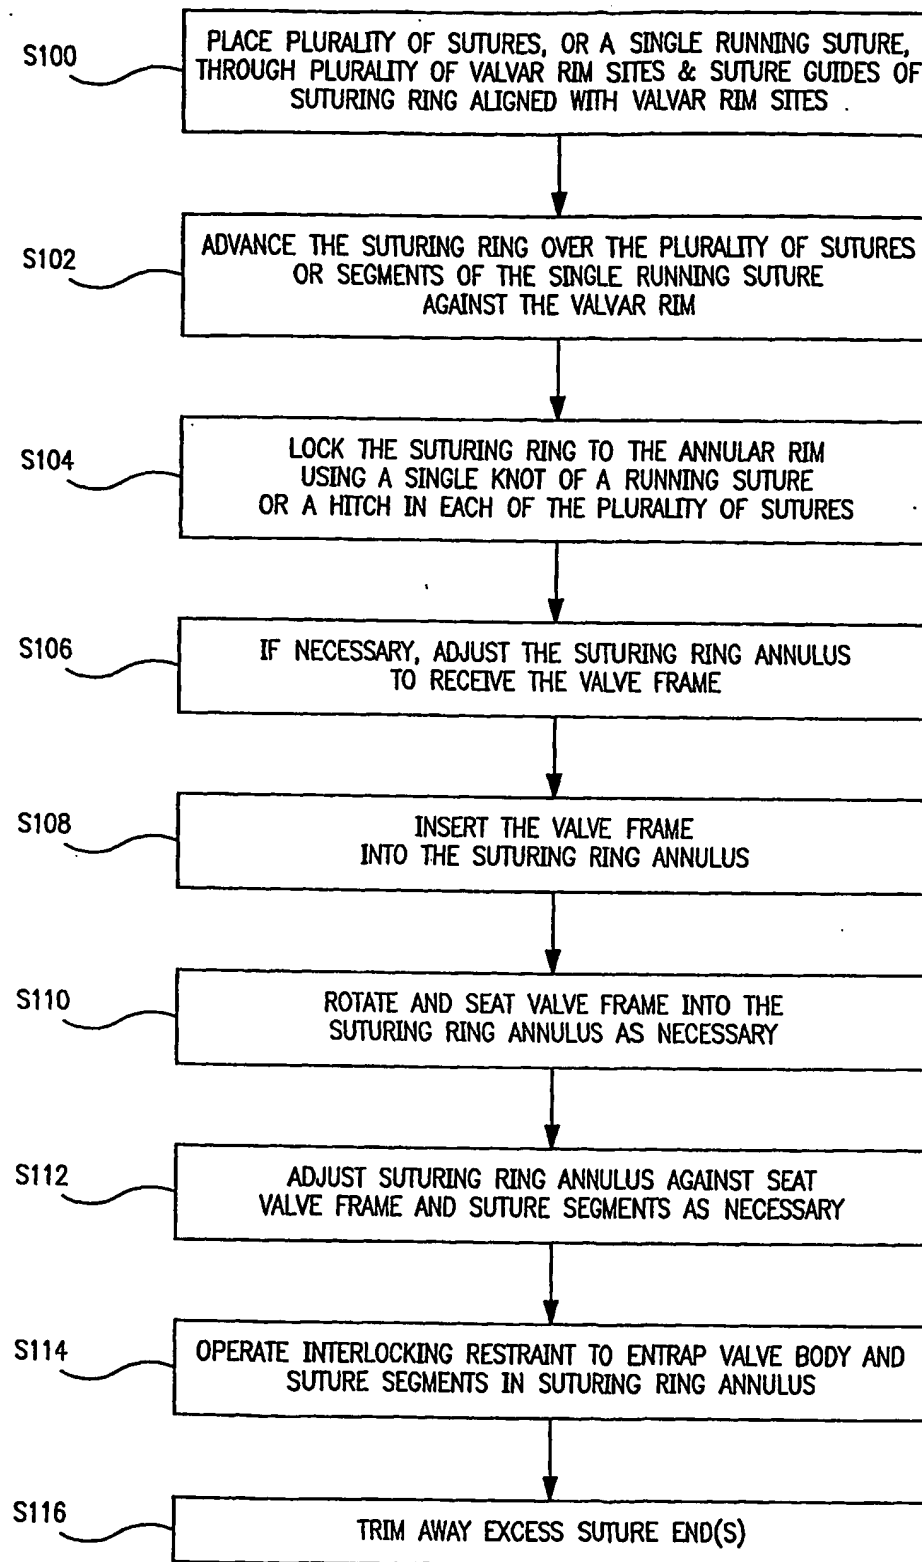 S100
PLACE PLURALITY OF SUTURES, OR A SINGLE RUNNING SUTURE,
THROUGH PLURALITY OF VALVAR RIM SITES & SUTURE GUIDES OF
SUTURING RING ALIGNED WITH VALVAR RIM SITES
S102
ADVANCE THE SUTURING RING OVER THE PLURALITY OF SUTURES
OR SEGMENTS OF THE SINGLE RUNNING SUTURE
AGAINST THE VALVAR RIM
S104
LOCK THE SUTURING RING TO THE ANNULAR RIM
USING A SINGLE KNOT OF A RUNNING SUTURE
OR A HITCH IN EACH OF THE PLURALITY OF SUTURES
S106
IF NECESSARY, ADJUST THE SUTURING RING ANNULUS
TO RECEIVE THE VALVE FRAME
S108
INSERT THE VALVE FRAME
INTO THE SUTURING RING ANNULUS
S110
ROTATE AND SEAT VALVE FRAME INTO THE
SUTURING RING ANNULUS AS NECESSARY
S112
ADJUST SUTURING RING ANNULUS AGAINST SEAT
VALVE FRAME AND SUTURE SEGMENTS AS NECESSARY
S114
OPERATE INTERLOCKING RESTRAINT TO ENTRAP VALVE BODY AND
SUTURE SEGMENTS IN SUTURING RING ANNULUS
S116
TRIM AWAY EXCESS SUTURE END(S)